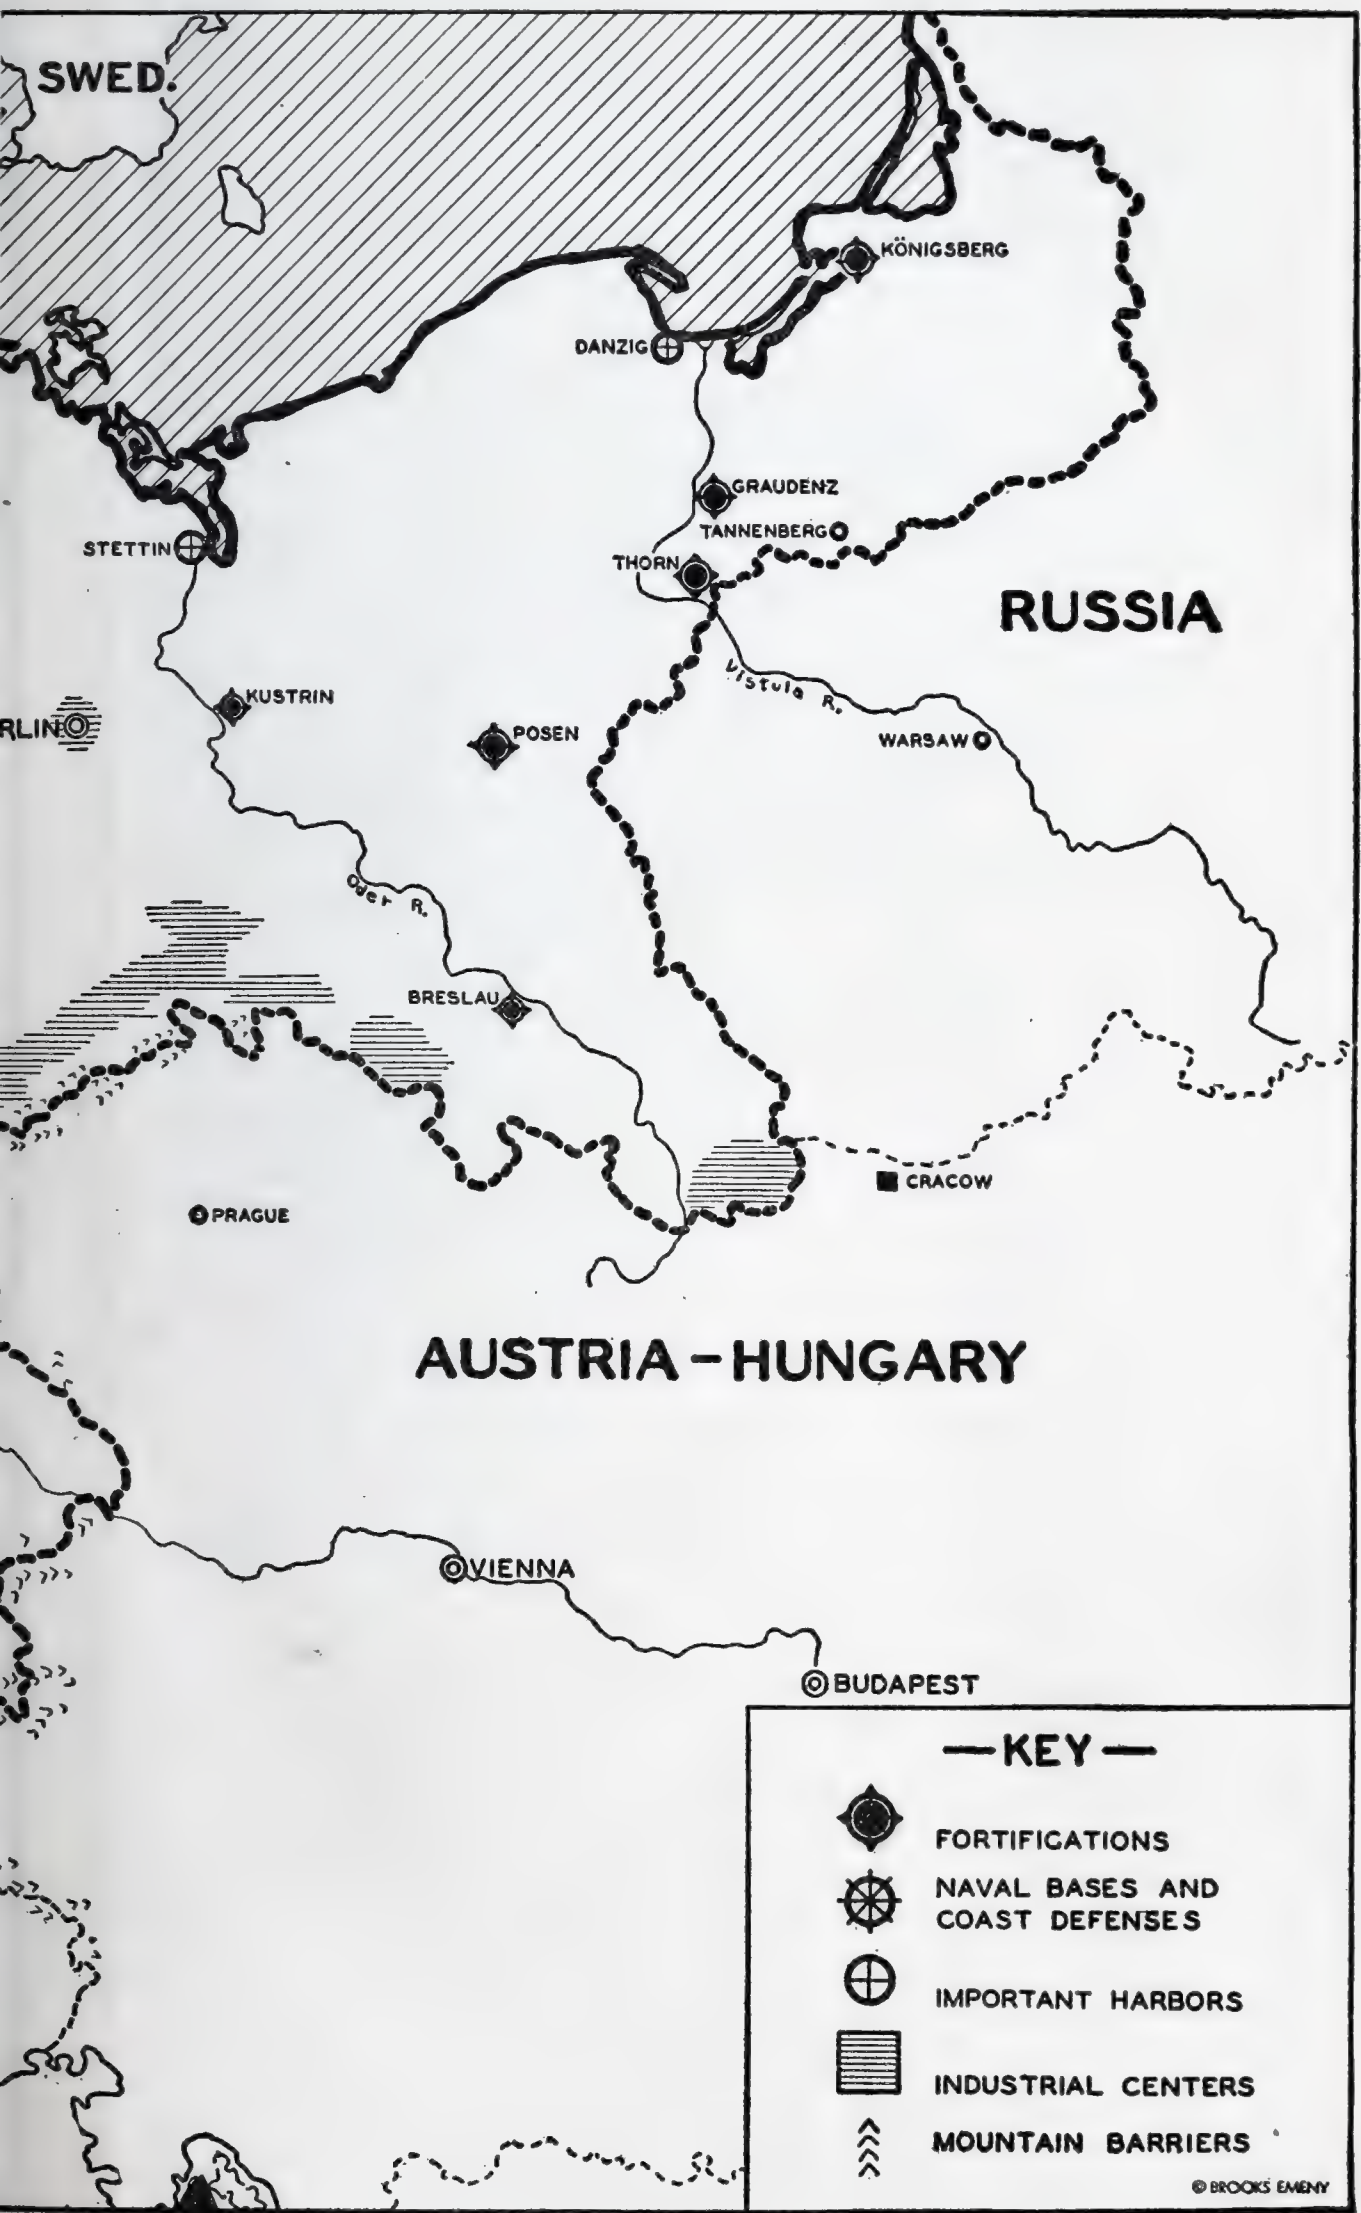 SWED.
KÖNIGSBERG
DANZIG
GRAUDENZ
TANNENBERG
STETTIN
THORN
RUSSIA
Vistula R.
KUSTRIN
RLIN
POSEN
WARSAW
Oder R.
BRESLAU
CRACOW
PRAGUE
AUSTRIA-HUNGARY
VIENNA
BUDAPEST
—KEY—
FORTIFICATIONS
NAVAL BASES AND
COAST DEFENSES
IMPORTANT HARBORS
INDUSTRIAL CENTERS
MOUNTAIN BARRIERS
© BROOKS EMENY